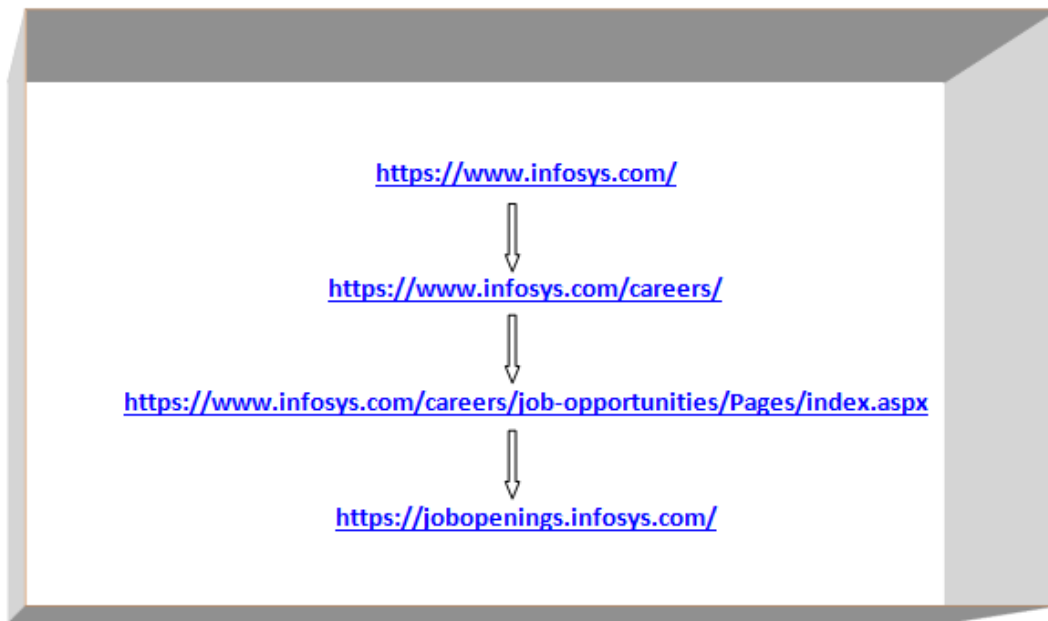 https://www.infosys.com/
https://www.infosys.com/careers/
https://www.infosys.com/careers/job-opportunities/Pages/index.aspx
https://jobopenings.infosys.com/